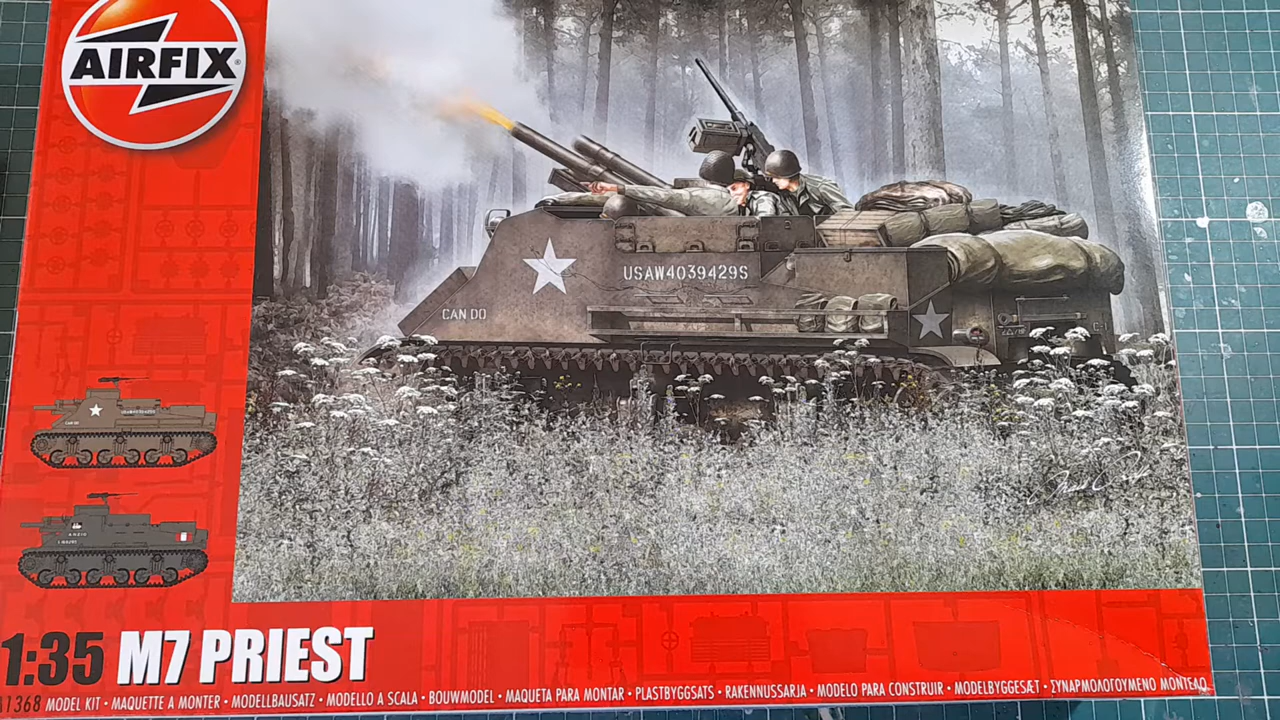 AIRFIX
USAW4039429S
CAN DO
1:35 M7 PRIEST
1368 MODEL KIT • MAQUETTE A MONTER • MODELLBAUSATZ • MODELLO A SCALA • BOUWMODEL • MAQUETA PARA MONTAR • PLASTBYGGSATS • RAKENNUSSARJA • MODELO PARA CONSTRUIR • MODELBYGGESÆT • ΣΥΝΑΡΜΟΛΟΓΟΥΜΕΝΟ ΜΟΝΤΕΛΟ